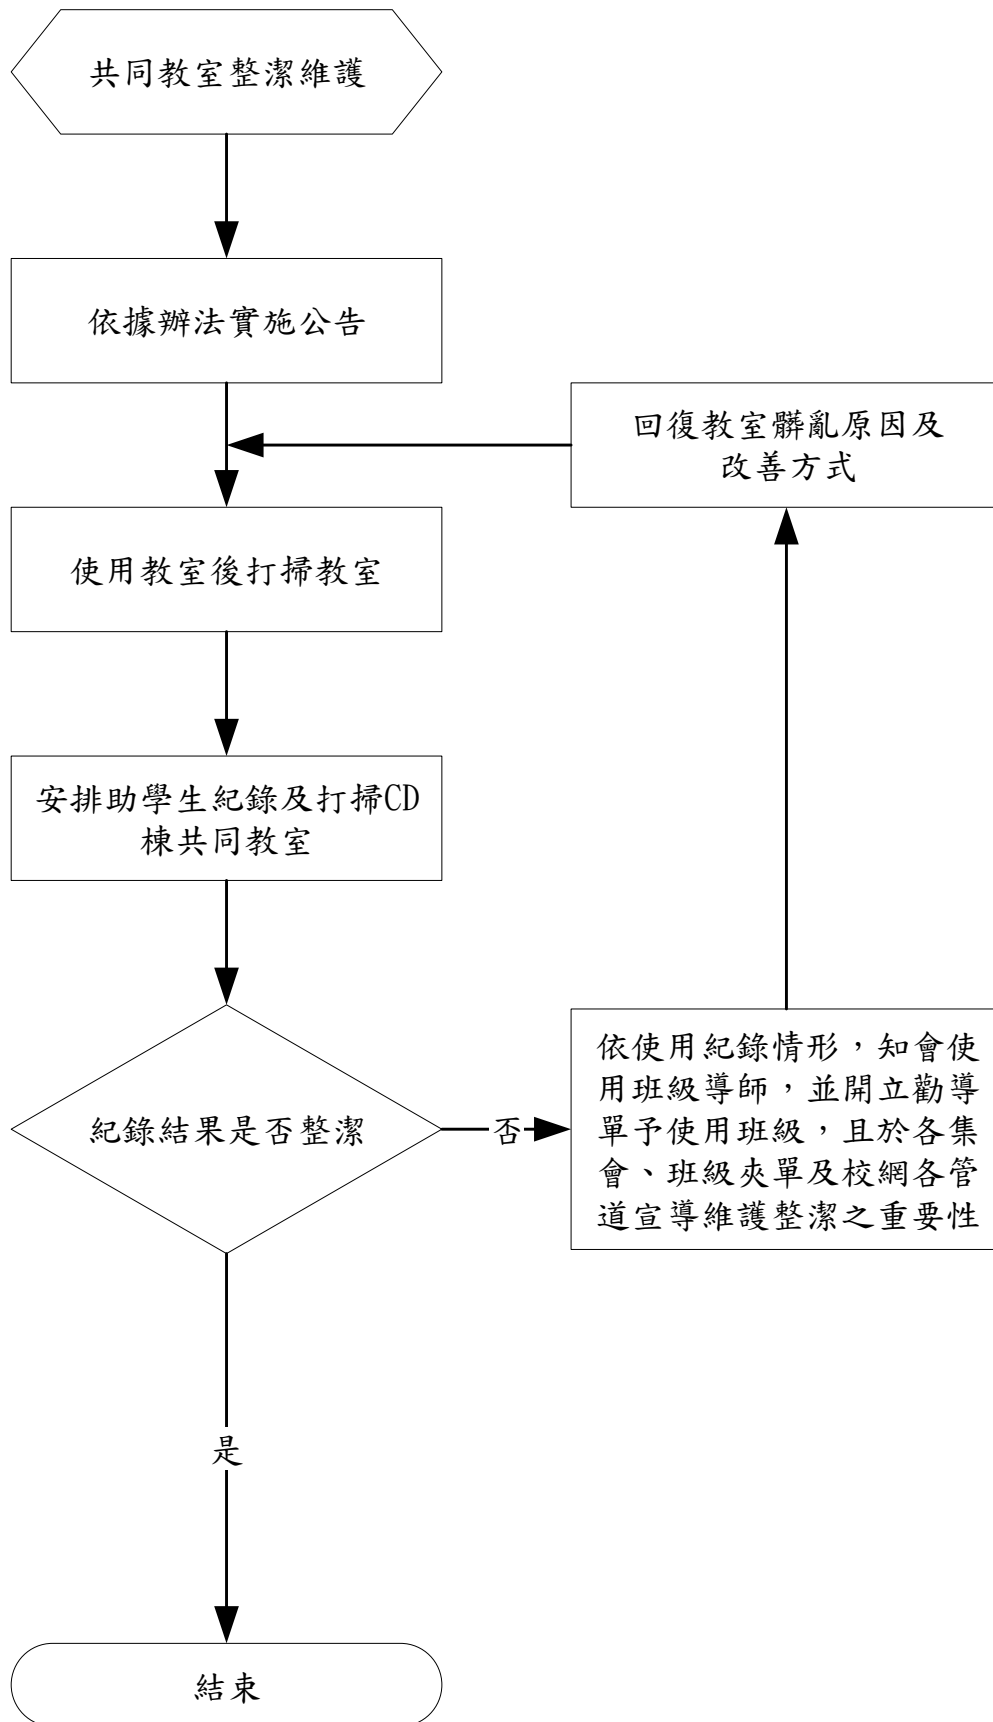 共同教室整潔維護
依據辦法實施公告
回復教室髒亂原因及
改善方式
使用教室後打掃教室
安排助學生紀錄及打掃CD
棟共同教室
紀錄結果是否整潔
否
依使用紀錄情形，知會使
用班級導師，並開立勸導
單予使用班級，且於各集
會、班級夾單及校網各管
道宣導維護整潔之重要性
是
結束